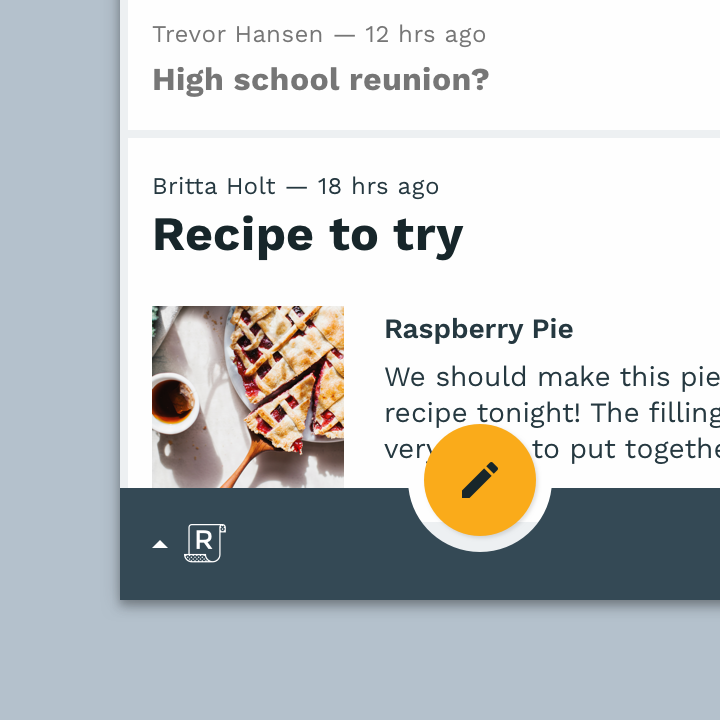 Trevor Hansen — 12 hrs ago
High school reunion?
Britta Holt — 18 hrs ago
Recipe to try
Raspberry Pie
We should make this pie
recipe tonight! The filling
very to put togethe
R